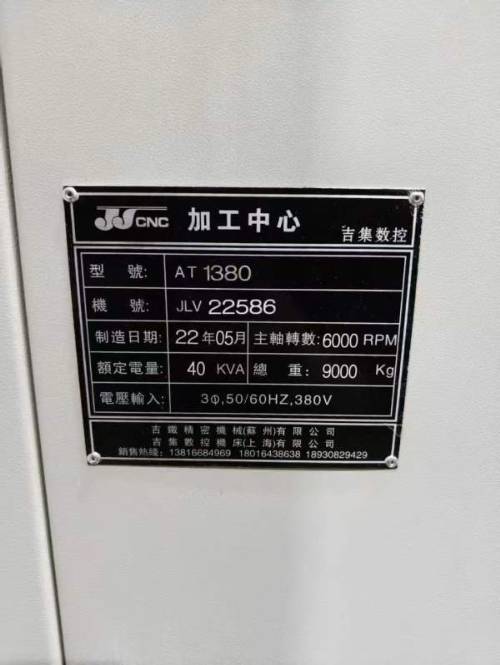 JJ CNC 加工中心 吉集数控
型 號: AT 1380
機 號: JLV 22586
制造日期: 22年05月 主軸轉數: 6000 RPM
額定電量: 40 KVA 總 重: 9000 Kg
電壓輸入: 3φ,50/60HZ,380V
吉鐵精密機械(蘇州)有限公司
吉集數控機床(上海)有限公司
銷售热綫: 13816684969 18016438638 18930829429